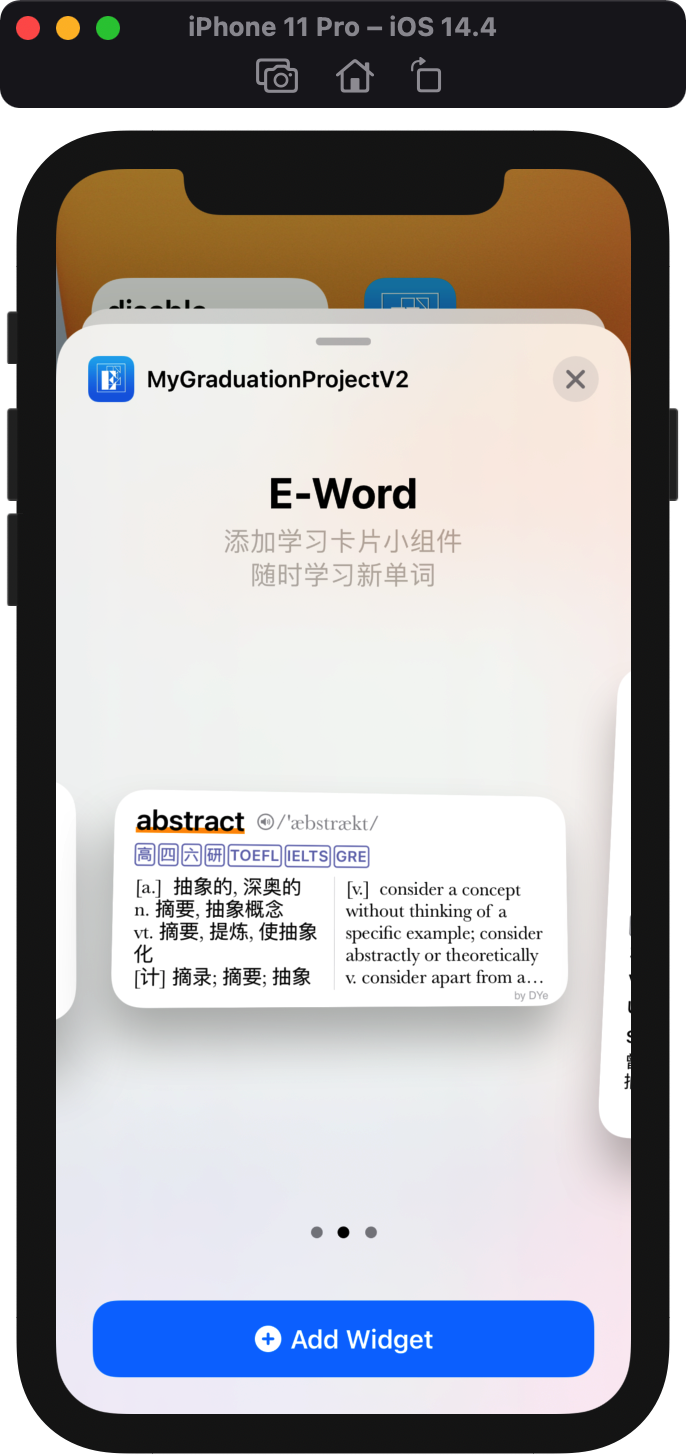 iPhone 11 Pro – iOS 14.4
disable
MyGraduationProjectV2
E-Word
添加学习卡片小组件
随时学习新单词
abstract /'æbstrækt/
高 四 六 研 TOEFL IELTS GRE
[a.] 抽象的, 深奥的
n. 摘要, 抽象概念
vt. 摘要, 提炼, 使抽象
化
[计] 摘录; 摘要; 抽象
[v.] consider a concept
without thinking of a
specific example; consider
abstractly or theoretically
v. consider apart from a…
by DYe
Add Widget